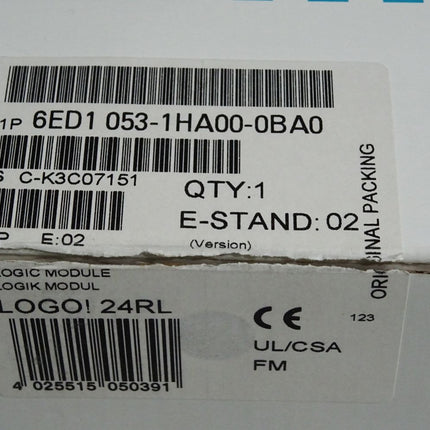 1P 6ED1 053-1HA00-0BA0
S C-K3C07151
QTY:1
E-STAND: 02
(Version)
P E:02
ORIGINAL PACKING
LOGIC MODULE
LOGIK MODUL
LOGO! 24RL
CE
123
UL/CSA
FM
4 025515 050391